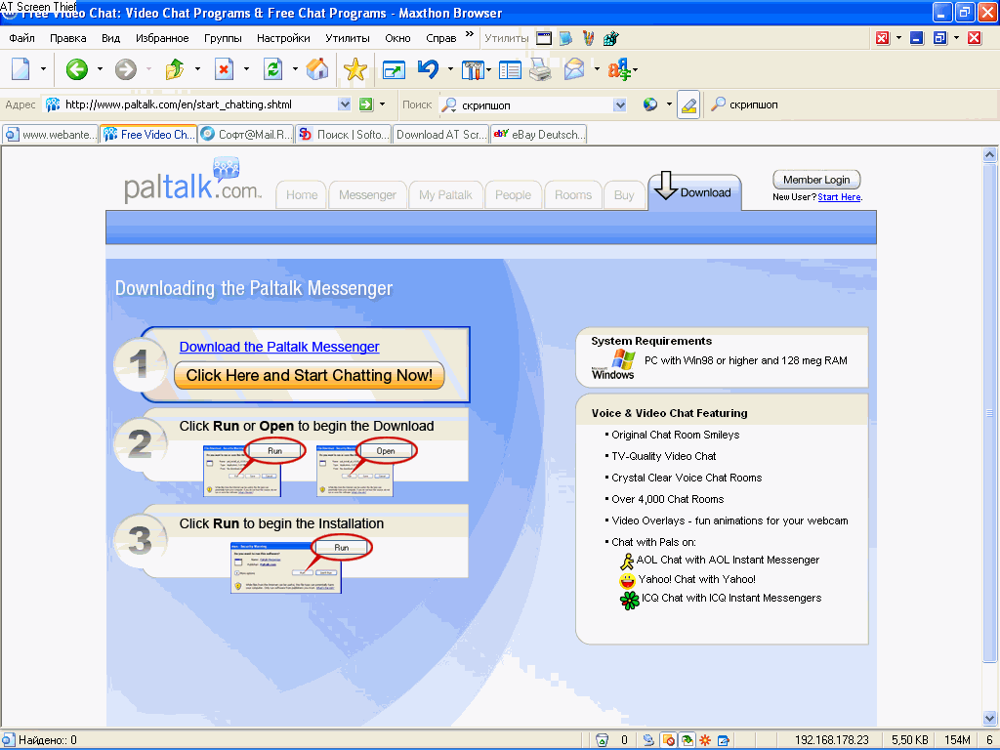 AT Screen Thief
Free Video Chat: Video Chat Programs & Free Chat Programs - Maxthon Browser
Файл Правка Вид Избранное Группы Настройки Утилиты Окно Справ » Утилиты
Адрес http://www.paltalk.com/en/start_chatting.shtml Поиск скрипшоп скрипшоп
www.webante... Free Video Ch... Софт@Mail.R... Поиск | Softo... Download AT Scr... eBay Deutsch...
paltalk.com
Home Messenger My Paltalk People Rooms Buy Download
Member Login
New User? Start Here.
Downloading the Paltalk Messenger
1
Download the Paltalk Messenger
Click Here and Start Chatting Now!
2
Click Run or Open to begin the Download
Run Open
3
Click Run to begin the Installation
Run
System Requirements
Microsoft Windows
PC with Win98 or higher and 128 meg RAM
Voice & Video Chat Featuring
• Original Chat Room Smileys
• TV-Quality Video Chat
• Crystal Clear Voice Chat Rooms
• Over 4,000 Chat Rooms
• Video Overlays - fun animations for your webcam
• Chat with Pals on:
AOL Chat with AOL Instant Messenger
Yahoo! Chat with Yahoo!
ICQ Chat with ICQ Instant Messengers
Найдено:: 0 0 192.168.178.23 5,50 KB 154M 6